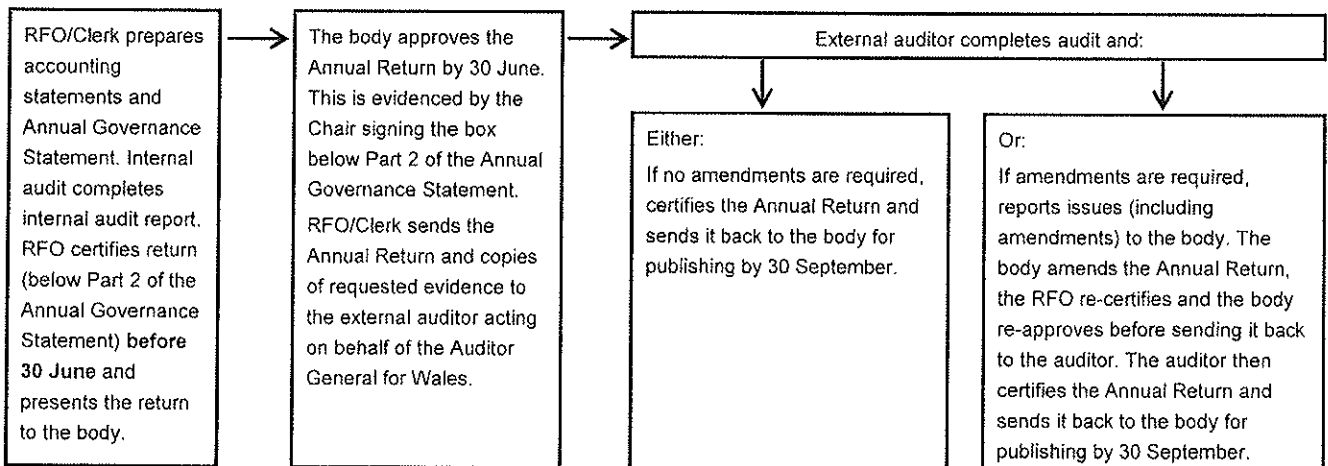 RFO/Clerk prepares
accounting
statements and
Annual Governance
Statement. Internal
audit completes
internal audit report.
RFO certifies return
(below Part 2 of the
Annual Governance
Statement) before
30 June and
presents the return
to the body.
The body approves the
Annual Return by 30 June.
This is evidenced by the
Chair signing the box
below Part 2 of the Annual
Governance Statement.
RFO/Clerk sends the
Annual Return and copies
of requested evidence to
the external auditor acting
on behalf of the Auditor
General for Wales.
External auditor completes audit and:
Either:
If no amendments are required,
certifies the Annual Return and
sends it back to the body for
publishing by 30 September.
Or:
If amendments are required,
reports issues (including
amendments) to the body. The
body amends the Annual Return,
the RFO re-certifies and the body
re-approves before sending it back
to the auditor. The auditor then
certifies the Annual Return and
sends it back to the body for
publishing by 30 September.